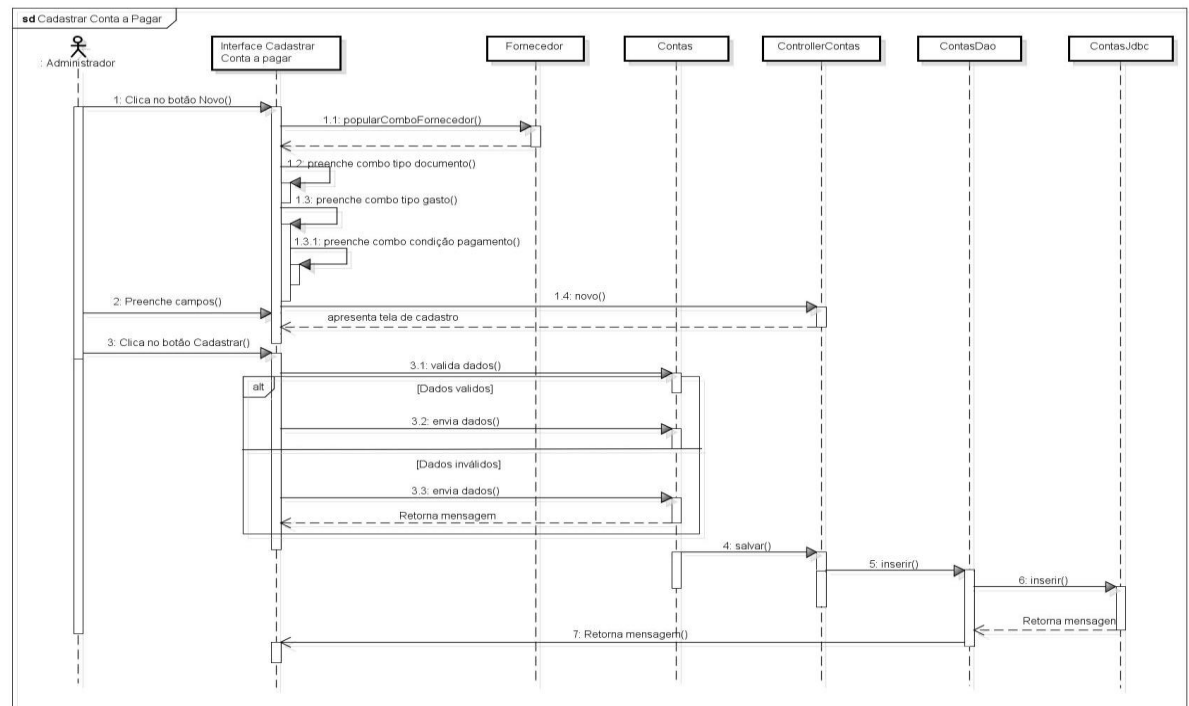 sd Cadastrar Conta a Pagar
: Administrador
Interface Cadastrar
Conta a pagar
Fornecedor
Contas
ControllerContas
ContasDao
ContasJdbc
1: Clica no botão Novo()
1.1: popularComboFornecedor()
1.2: preenche combo tipo documento()
1.3: preenche combo tipo gasto()
1.3.1: preenche combo condição pagamento()
2: Preenche campos()
1.4: novo()
apresenta tela de cadastro
3: Clica no botão Cadastrar()
3.1: valida dados()
alt
[Dados validos]
3.2: envia dados()
[Dados inválidos]
3.3: envia dados()
Retorna mensagem
4: salvar()
5: inserir()
6: inserir()
Retorna mensagen
7: Retorna mensagem()